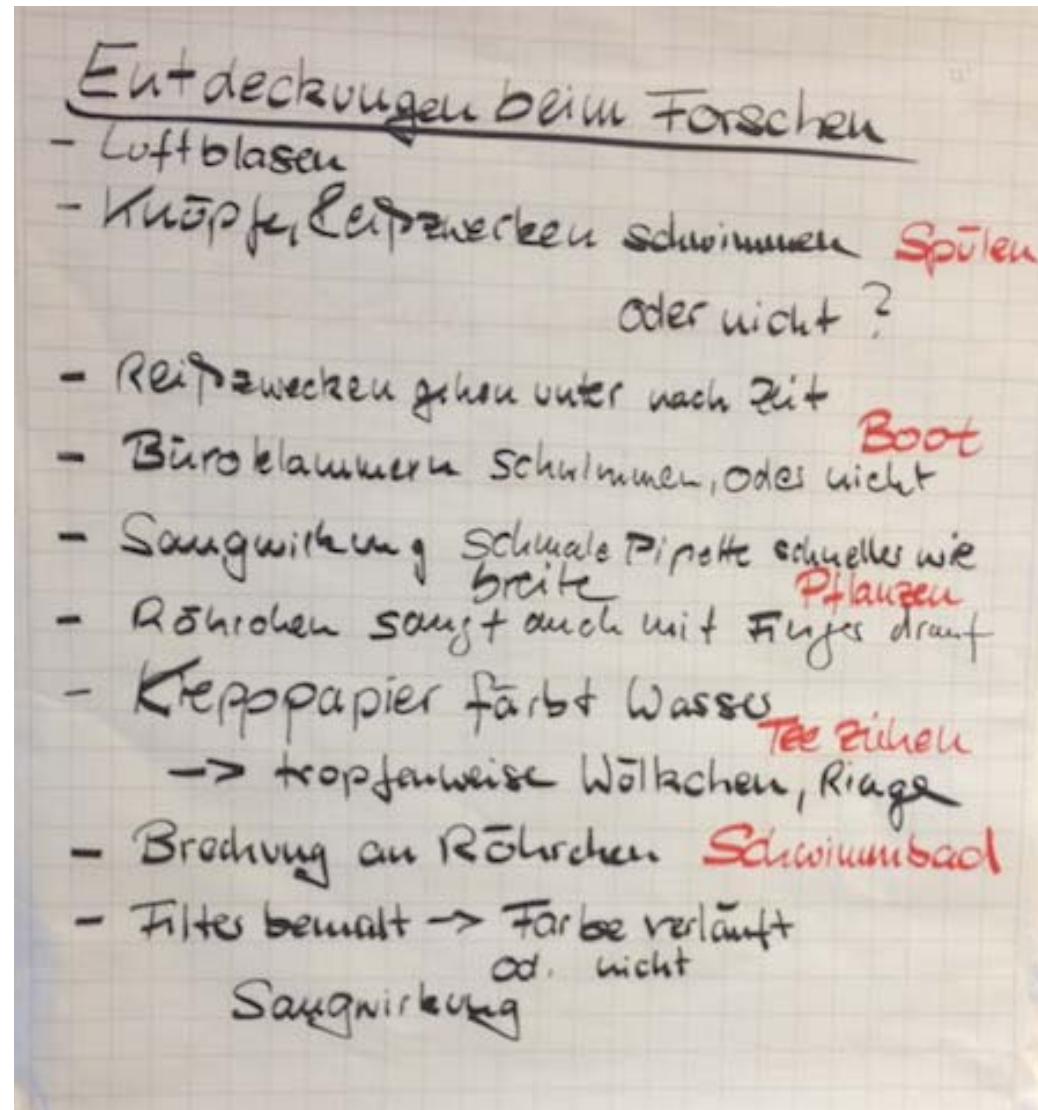 Entdeckungen beim Forschen
- Luftblasen
- Knöpfe, Reißzwecken schwimmen Spülen
oder nicht ?
- Reißzwecken gehen unter nach Zeit
Boot
- Büroklammern schwimmen, oder nicht
- Saugwirkung schmale Pipette schneller wie
breite Pflanzen
- Röhrchen saugt auch mit Finger drauf
- Krepppapier färbt Wasser
Tee ziehen
-> tropfenweise Wölkchen, Ringe
- Brechung an Röhrchen Schwimmbad
- Filter bemalt -> Farbe verläuft
od. nicht
Saugwirkung